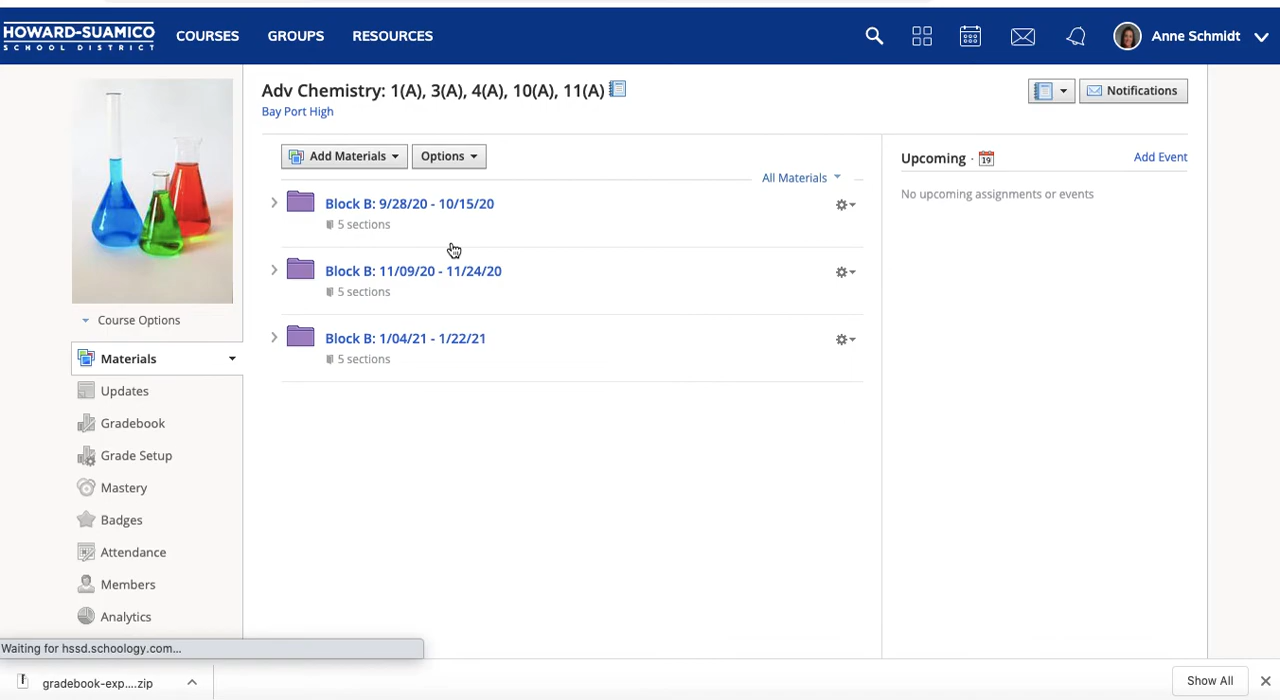 HOWARD-SUAMICO
SCHOOL DISTRICT
COURSES
GROUPS
RESOURCES
Anne Schmidt
Adv Chemistry: 1(A), 3(A), 4(A), 10(A), 11(A)
Bay Port High
Notifications
Add Materials
Options
All Materials
Block B: 9/28/20 - 10/15/20
5 sections
Block B: 11/09/20 - 11/24/20
5 sections
Block B: 1/04/21 - 1/22/21
5 sections
Upcoming · 19
Add Event
No upcoming assignments or events
Course Options
Materials
Updates
Gradebook
Grade Setup
Mastery
Badges
Attendance
Members
Analytics
Waiting for hssd.schoology.com...
gradebook-exp....zip
Show All